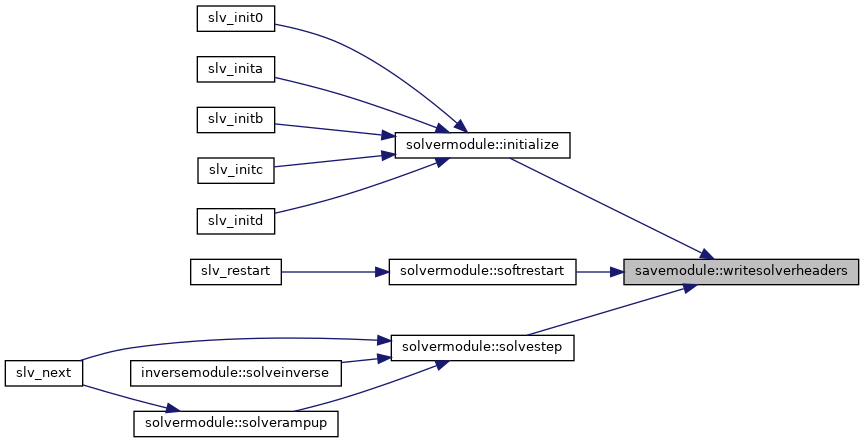 slv_init0
slv_inita
slv_initb
solvermodule::initialize
slv_initc
slv_initd
slv_restart
solvermodule::softrestart
savemodule::writesolverheaders
solvermodule::solvestep
slv_next
inversemodule::solveinverse
solvermodule::solverampup